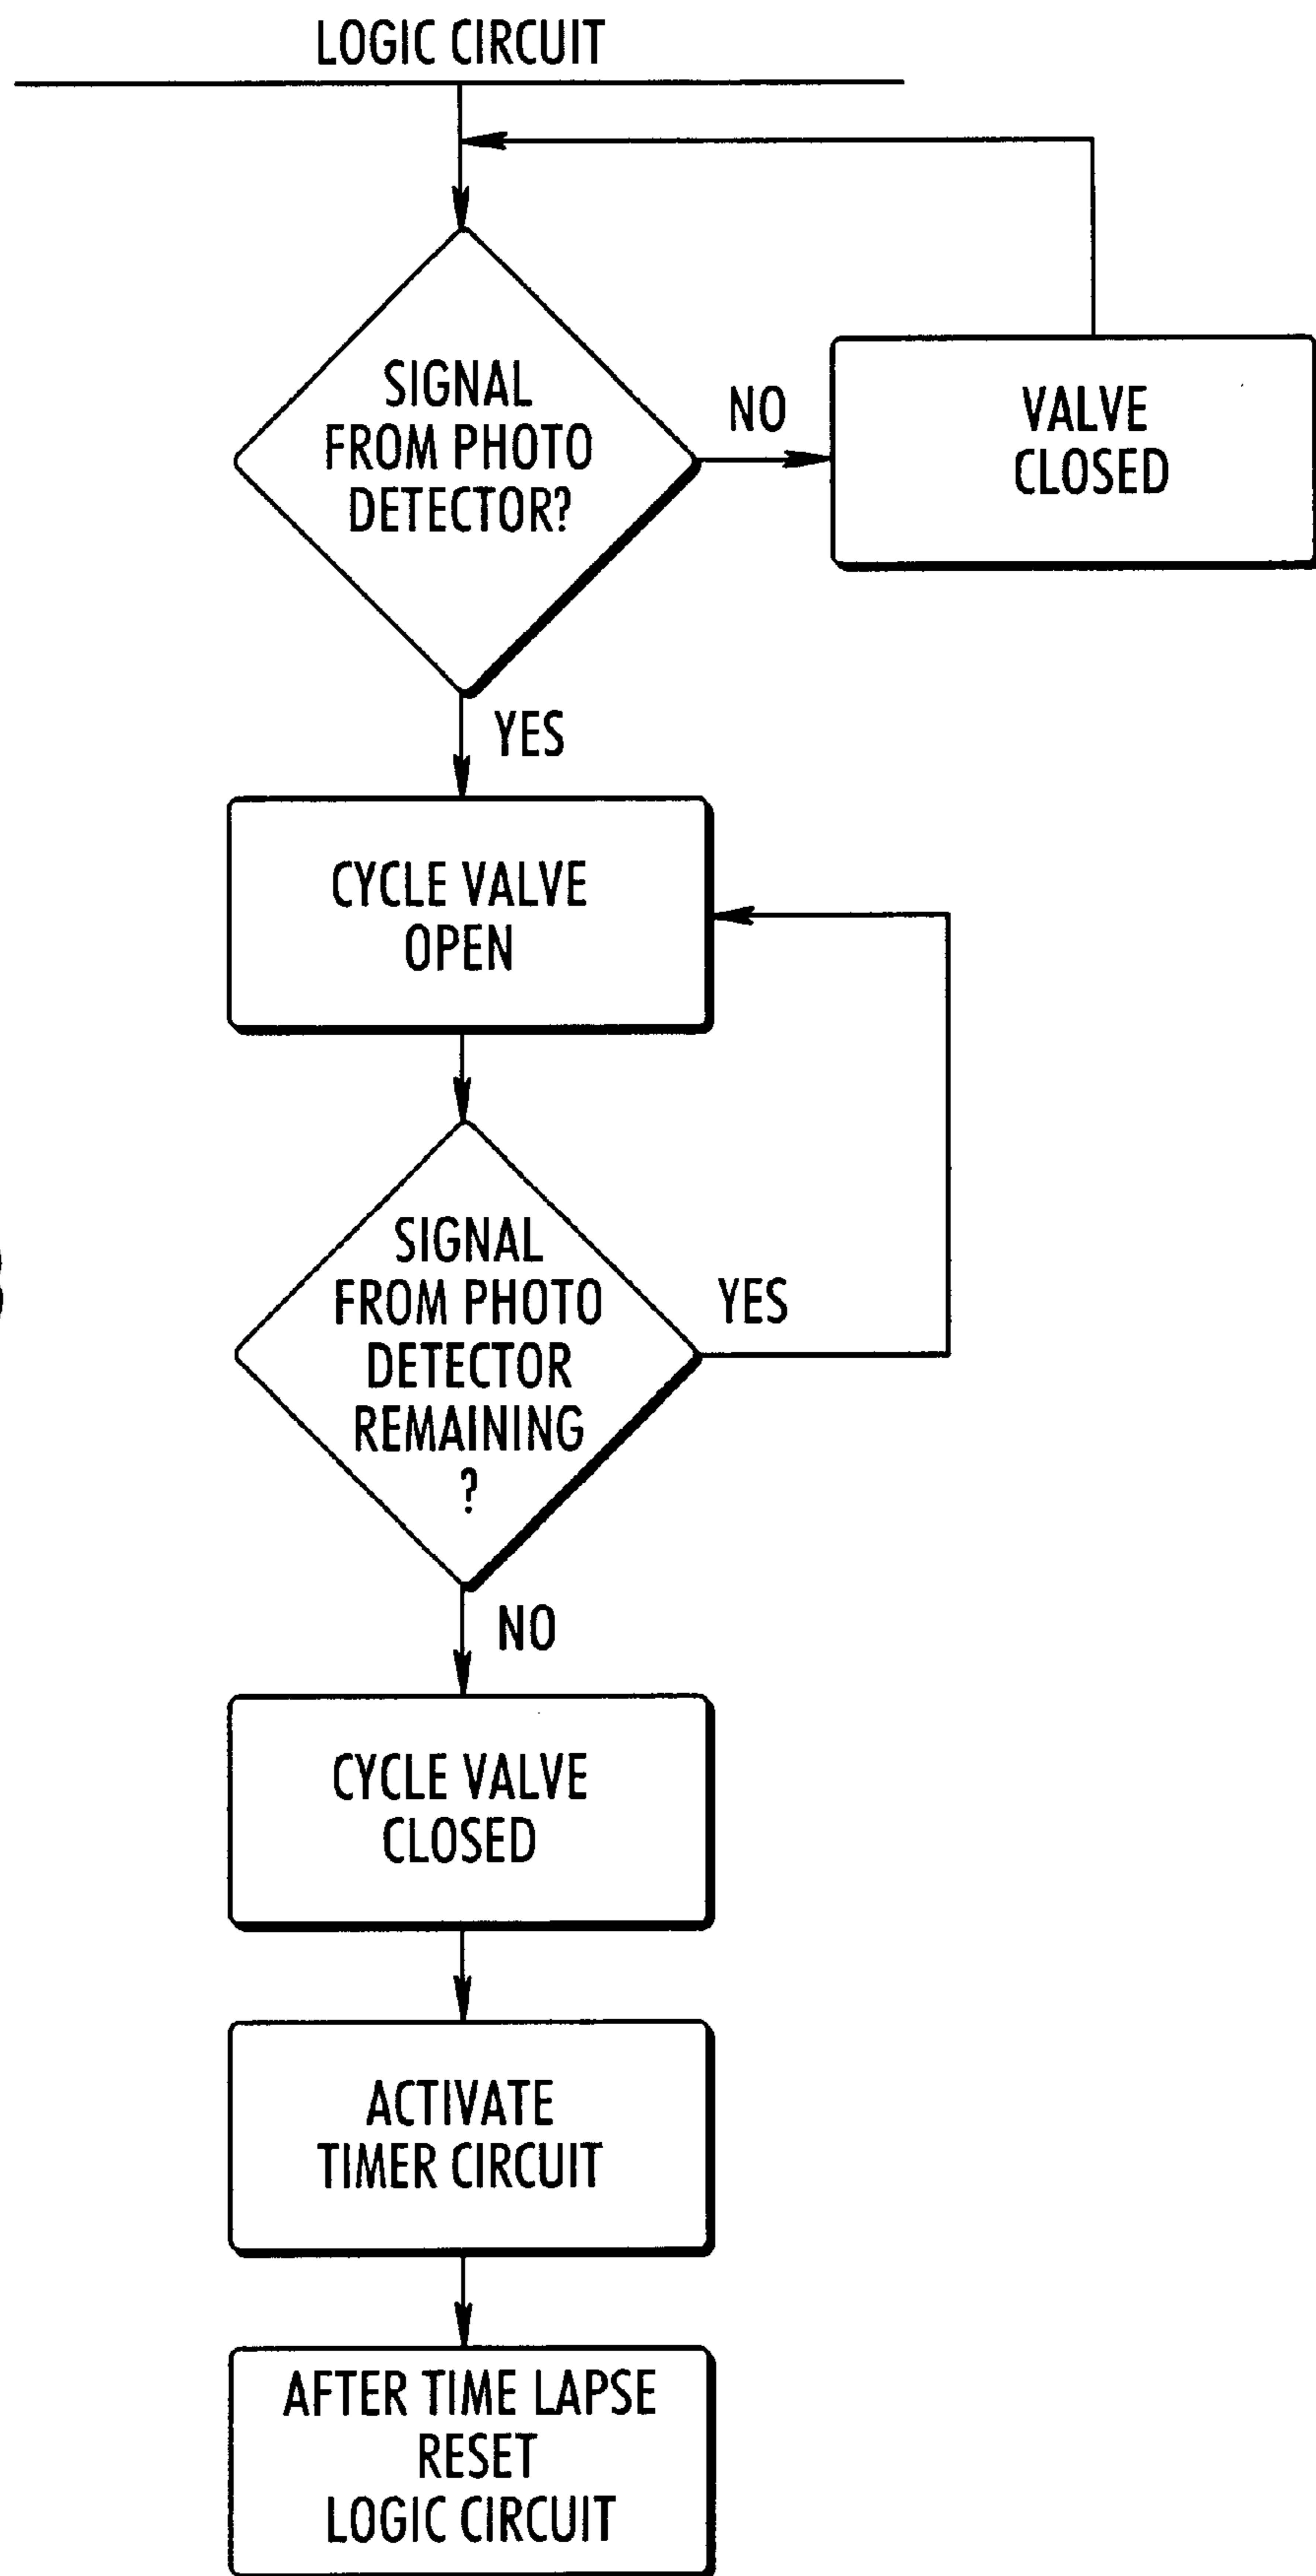 LOGIC CIRCUIT
SIGNAL
FROM PHOTO
DETECTOR?
NO
VALVE
CLOSED
YES
CYCLE VALVE
OPEN
SIGNAL
FROM PHOTO
DETECTOR
REMAINING
?
YES
NO
CYCLE VALVE
CLOSED
ACTIVATE
TIMER CIRCUIT
AFTER TIME LAPSE
RESET
LOGIC CIRCUIT